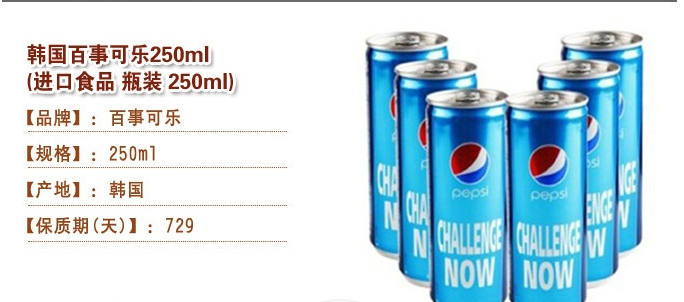 韩国百事可乐250ml
(进口食品 瓶装 250ml)
【品牌】：百事可乐
【规格】：250ml
【产地】：韩国
【保质期(天)】：729
pepsi
CHALLENGE
NOW
pepsi
CHALLENGE
NOW